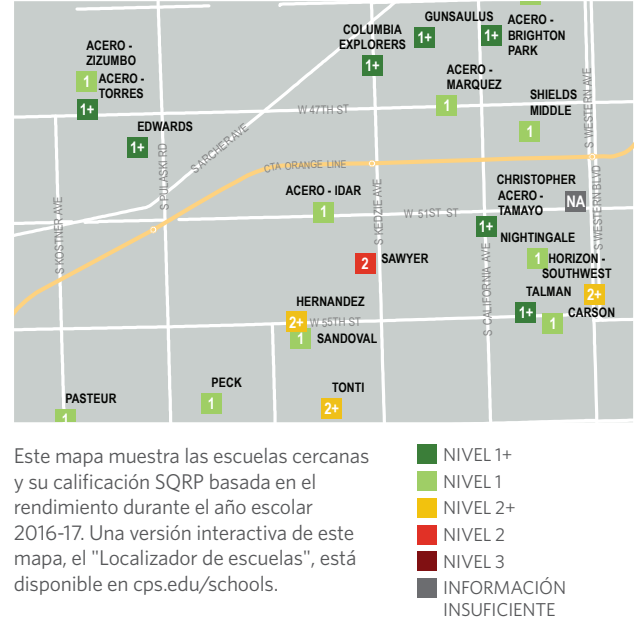 GUNSAULUS
ACERO -
BRIGHTON
PARK
1+
1+
COLUMBIA
EXPLORERS
1+
ACERO -
ZIZUMBO
1
ACERO -
TORRES
1+
ACERO -
MARQUEZ
1
SHIELDS
MIDDLE
1
W 47TH ST
EDWARDS
1+
S ARCHER AVE
S PULASKI RD
CTA ORANGE LINE
S WESTERN AVE
S KEDZIE AVE
ACERO - IDAR
1
W 51ST ST
CHRISTOPHER
NA
ACERO -
TAMAYO
1+
S WESTERN BLVD
S KOSTNER AVE
S CALIFORNIA AVE
NIGHTINGALE
1
HORIZON -
SOUTHWEST
2+
2
SAWYER
TALMAN
1+
CARSON
1
HERNANDEZ
2+
W 55TH ST
1
SANDOVAL
PECK
1
TONTI
2+
PASTEUR
1
Este mapa muestra las escuelas cercanas
y su calificación SQRP basada en el
rendimiento durante el año escolar
2016-17. Una versión interactiva de este
mapa, el "Localizador de escuelas", está
disponible en cps.edu/schools.
NIVEL 1+
NIVEL 1
NIVEL 2+
NIVEL 2
NIVEL 3
INFORMACIÓN
INSUFICIENTE